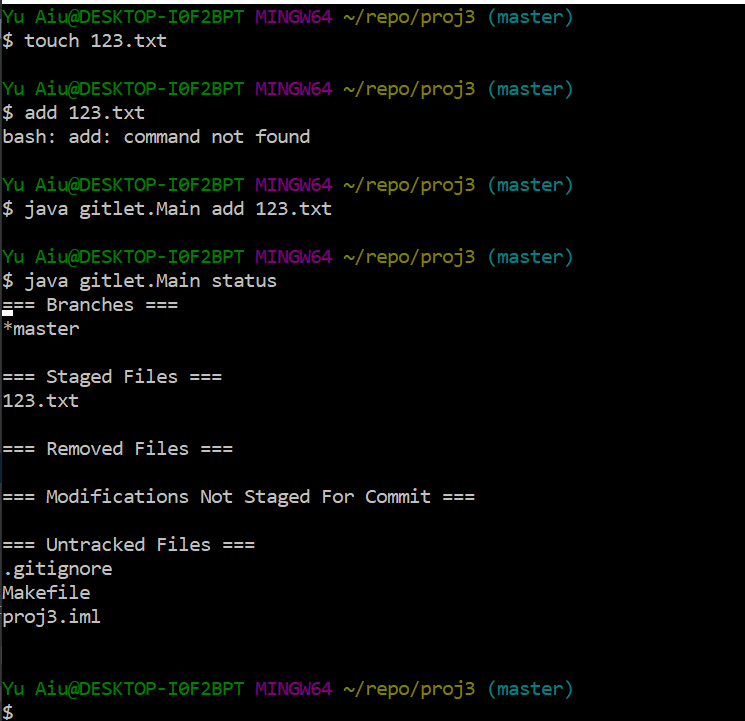 Yu Aiu@DESKTOP-I0F2BPT MINGW64 ~/repo/proj3 (master)
$ touch 123.txt
Yu Aiu@DESKTOP-I0F2BPT MINGW64 ~/repo/proj3 (master)
$ add 123.txt
bash: add: command not found
Yu Aiu@DESKTOP-I0F2BPT MINGW64 ~/repo/proj3 (master)
$ java gitlet.Main add 123.txt
Yu Aiu@DESKTOP-I0F2BPT MINGW64 ~/repo/proj3 (master)
$ java gitlet.Main status
=== Branches ===
*master
=== Staged Files ===
123.txt
=== Removed Files ===
=== Modifications Not Staged For Commit ===
=== Untracked Files ===
.gitignore
Makefile
proj3.iml
Yu Aiu@DESKTOP-I0F2BPT MINGW64 ~/repo/proj3 (master)
$